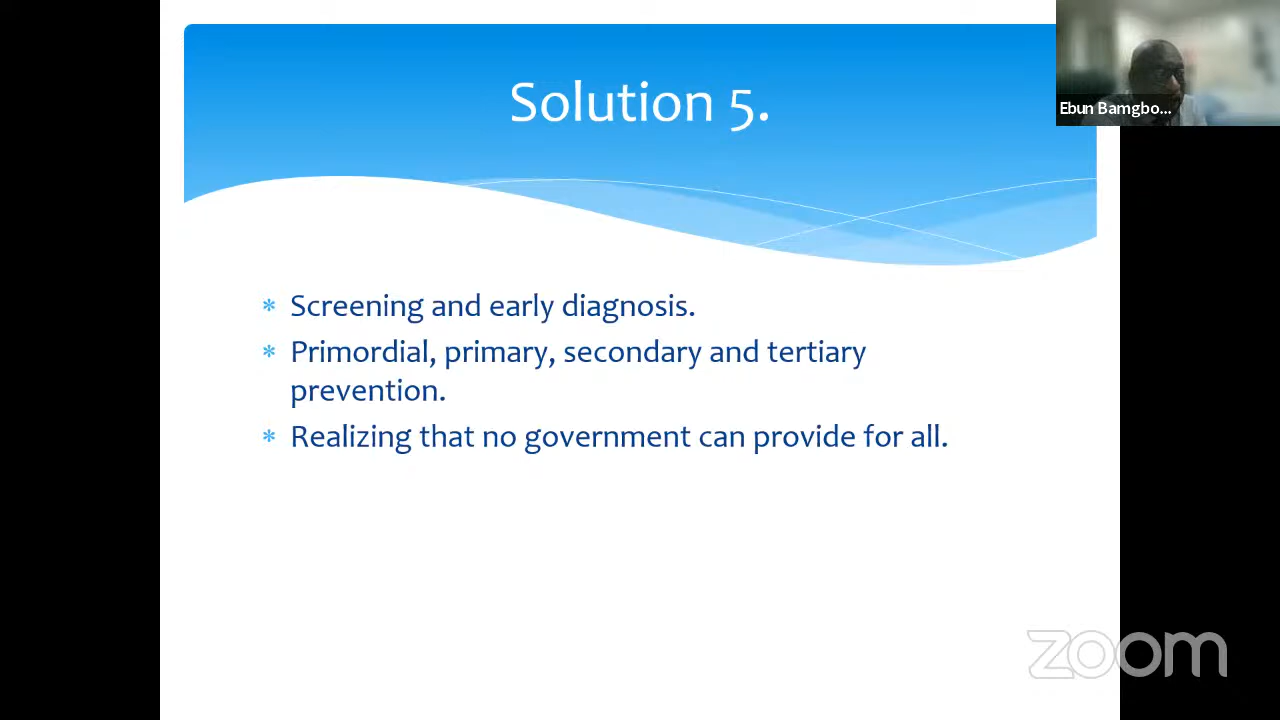 Solution 5.
Ebun Bamgbo...
* Screening and early diagnosis.
* Primordial, primary, secondary and tertiary
prevention.
* Realizing that no government can provide for all.
zoom